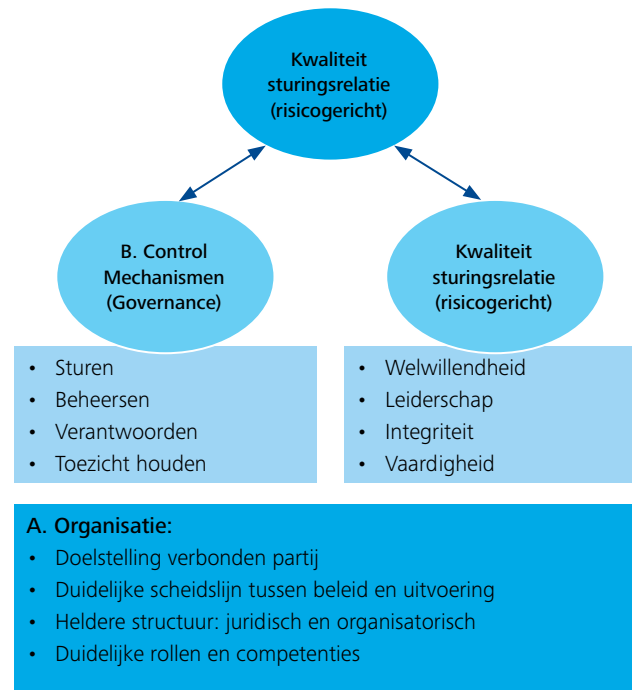 Kwaliteit
sturingsrelatie
(risicogericht)
B. Control
Mechanismen
(Governance)
Kwaliteit
sturingsrelatie
(risicogericht)
• Sturen
• Beheersen
• Verantwoorden
• Toezicht houden
• Welwillendheid
• Leiderschap
• Integriteit
• Vaardigheid
A. Organisatie:
• Doelstelling verbonden partij
• Duidelijke scheidslijn tussen beleid en uitvoering
• Heldere structuur: juridisch en organisatorisch
• Duidelijke rollen en competenties